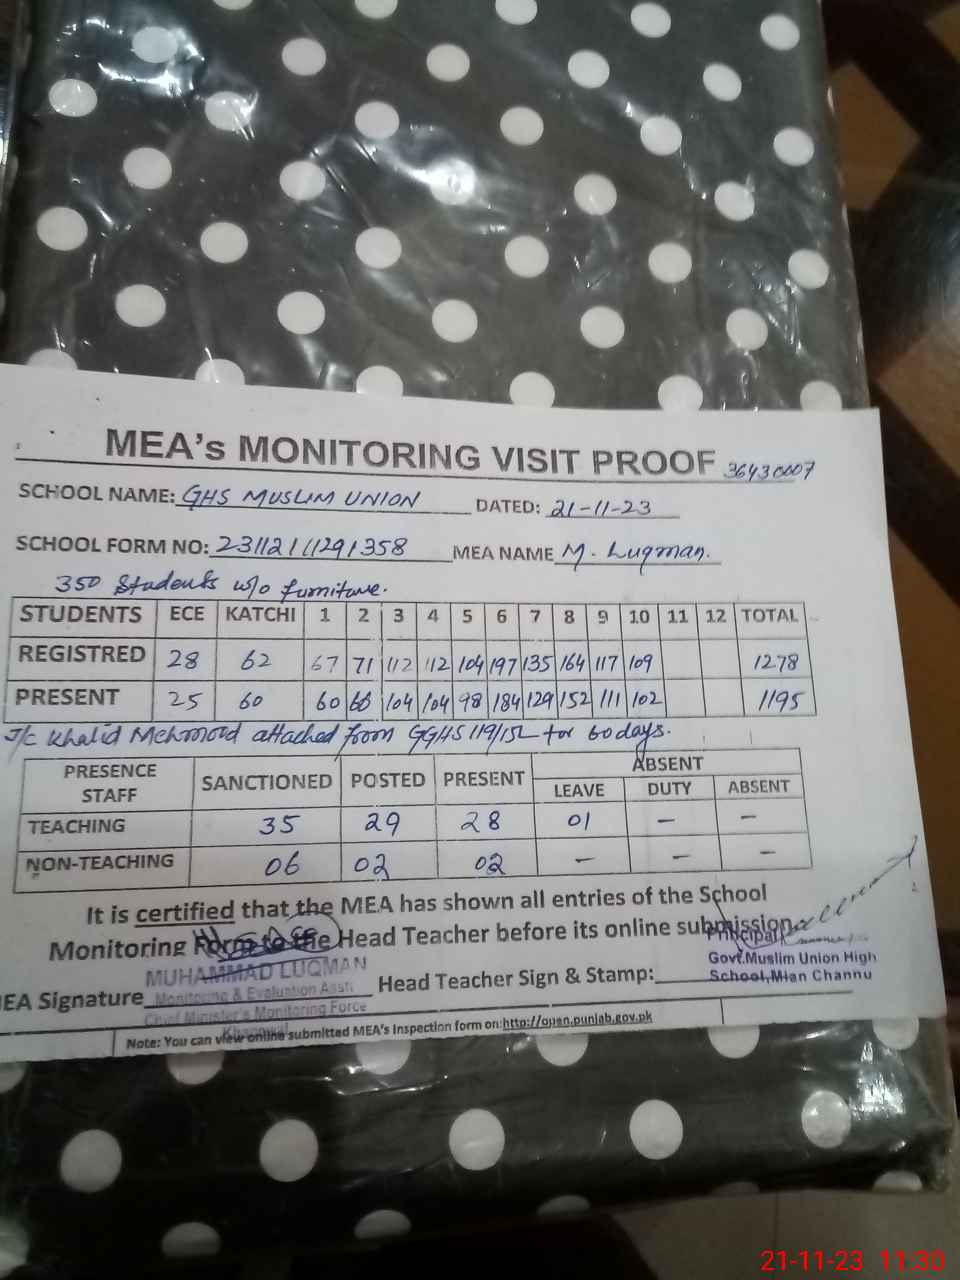 MEA's MONITORING VISIT PROOF 36430007
SCHOOL NAME: GHS MUSLIM UNION DATED: 21-11-23
SCHOOL FORM NO: 23112111291358 MEA NAME M. Luqman.
350 Students w/o furniture.
STUDENTS ECE KATCHI 1 2 3 4 5 6 7 8 9 10 11 12 TOTAL
REGISTRED 28 62 67 71 112 112 104 197 135 164 117 109 1278
PRESENT 25 60 60 66 104 104 98 184 129 152 111 102 1195
J/C Khalid Mehmood attached from GGHS 119/15L for 60 days.
PRESENCE STAFF SANCTIONED POSTED PRESENT ABSENT
LEAVE DUTY ABSENT
TEACHING 35 29 28 01 – –
NON-TEACHING 06 02 02 – – –
It is certified that the MEA has shown all entries of the School
Monitoring Form to the Head Teacher before its online submission.
MEA Signature Head Teacher Sign & Stamp:
MUHAMMAD LUQMAN
Monitoring & Evaluation Asstt
Chief Minister's Monitoring Force
Khanewal
Principal
Govt.Muslim Union High
School,Mian Channu
Note: You can view online submitted MEA's Inspection form on:http://open.punjab.gov.pk
21-11-23 11:30